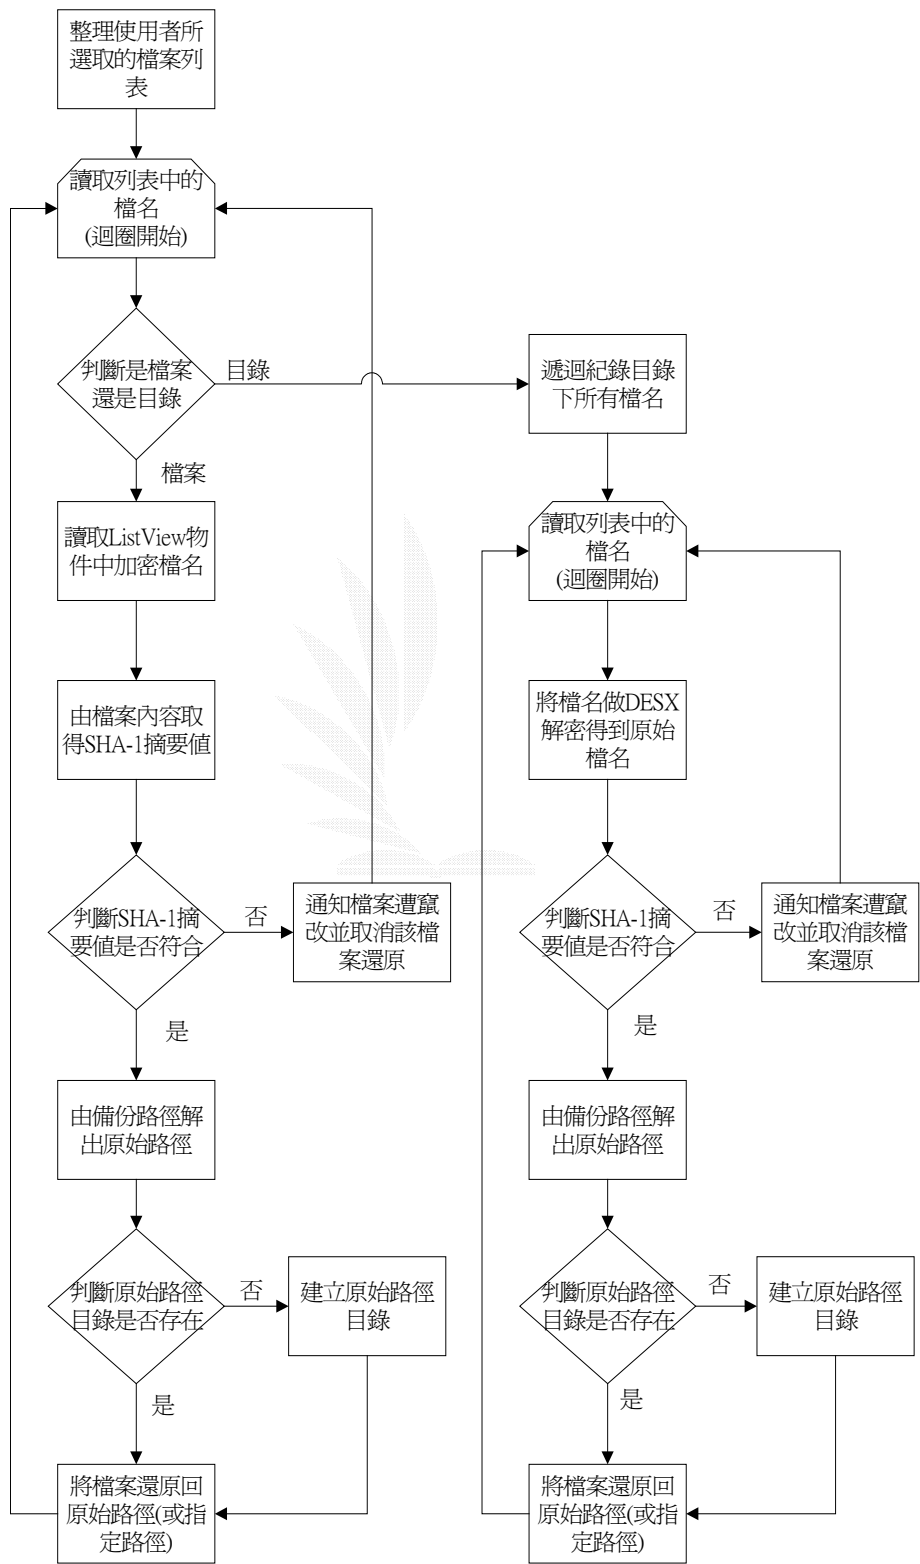 整理使用者所
選取的檔案列
表
讀取列表中的
檔名
(迴圈開始)
判斷是檔案
還是目錄
目錄
檔案
讀取ListView物
件中加密檔名
由檔案內容取
得SHA-1摘要值
判斷SHA-1摘
要值是否符合
否
通知檔案遭竄
改並取消該檔
案還原
是
由備份路徑解
出原始路徑
判斷原始路徑
目錄是否存在
否
建立原始路徑
目錄
是
將檔案還原回
原始路徑(或指
定路徑)
遞迴紀錄目錄
下所有檔名
讀取列表中的
檔名
(迴圈開始)
將檔名做DESX
解密得到原始
檔名
判斷SHA-1摘
要值是否符合
否
通知檔案遭竄
改並取消該檔
案還原
是
由備份路徑解
出原始路徑
判斷原始路徑
目錄是否存在
否
建立原始路徑
目錄
是
將檔案還原回
原始路徑(或指
定路徑)